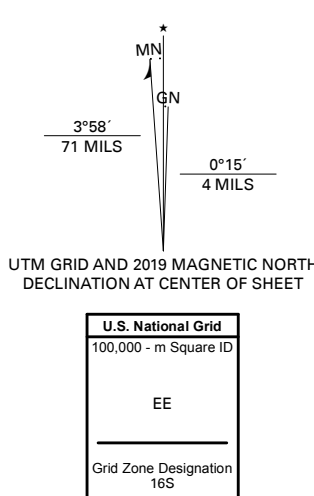 ★
MN
GN
3°58´
71 MILS
0°15´
4 MILS
UTM GRID AND 2019 MAGNETIC NORTH
DECLINATION AT CENTER OF SHEET
U.S. National Grid
100,000 - m Square ID
EE
Grid Zone Designation
16S